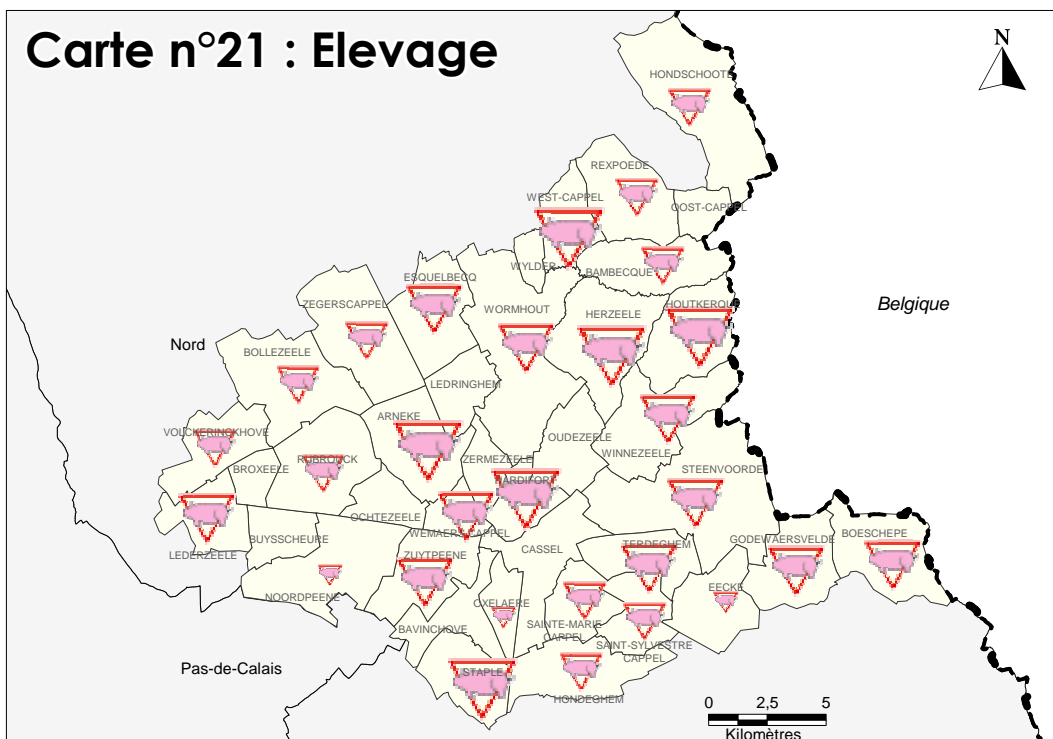 Carte n°21 : Elevage
N
HONDSCHOOTE
REXPOEDE
WEST-CAPPEL
OOST-CAPPEL
WYLDER
BAMBECQUE
ESQUELBECQ
ZEGERSCAPPEL
WORMHOUT
HERZEELE
HOUTKERQUE
Belgique
Nord
BOLLEZEELE
LEDRINGHEM
ARNEKE
VOLCKERINCKHOVE
OUDEZEELE
BROXEELE
RUBROUCK
ZERMEZEELE
WINNEZEELE
STEENVOORDE
HARDIFORT
OCHTEZEELE
WEMAERS-CAPPEL
BUYSSCHEURE
LEDERZEELE
CASSEL
TERDEGHEM
GODEWAERSVELDE
BOESCHEPE
ZUYTPEENE
NOORDPEENE
EECKE
OXELAERE
BAVINCHOVE
SAINTE-MARIE
CAPPEL
SAINT-SYLVESTRE
CAPPEL
Pas-de-Calais
STAPLE
HONDEGHEM
0 2,5 5
Kilomètres